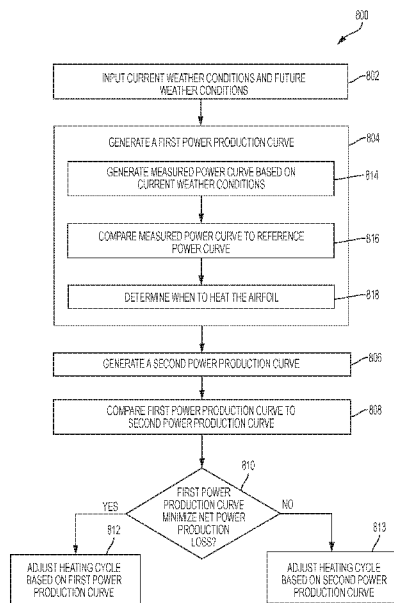 800
INPUT CURRENT WEATHER CONDITIONS AND FUTURE
WEATHER CONDITIONS
802
GENERATE A FIRST POWER PRODUCTION CURVE
804
GENERATE MEASURED POWER CURVE BASED ON
CURRENT WEATHER CONDITIONS
814
COMPARE MEASURED POWER CURVE TO REFERENCE
POWER CURVE
816
DETERMINE WHEN TO HEAT THE AIRFOIL
818
GENERATE A SECOND POWER PRODUCTION CURVE
806
COMPARE FIRST POWER PRODUCTION CURVE TO
SECOND POWER PRODUCTION CURVE
808
810
FIRST POWER
PRODUCTION CURVE
MINIMIZE NET POWER
PRODUCTION
LOSS?
YES
NO
812
813
ADJUST HEATING CYCLE
BASED ON FIRST POWER
PRODUCTION CURVE
ADJUST HEATING CYCLE
BASED ON SECOND POWER
PRODUCTION CURVE